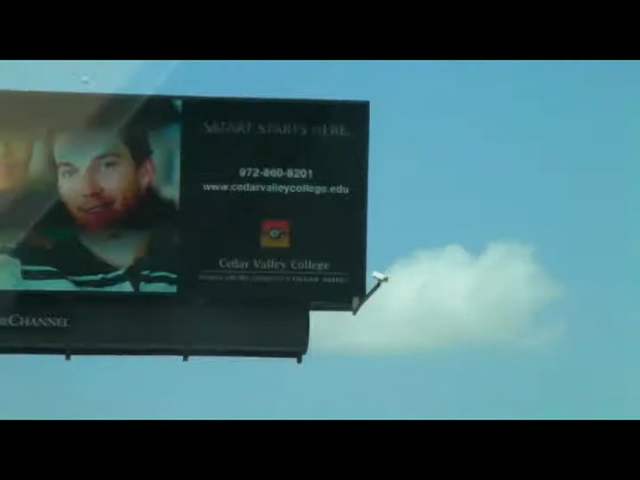 SMART STARTS HERE.
972-860-8201
www.cedarvalleycollege.edu
Cedar Valley College
CHANNEL